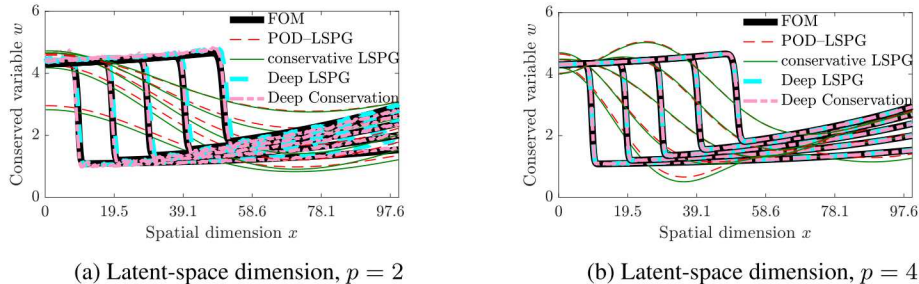 Conserved variable w
6
4
2
0
FOM
POD–LSPG
conservative LSPG
Deep LSPG
Deep Conservation
0 19.5 39.1 58.6 78.1 97.6
Spatial dimension x
(a) Latent-space dimension, p = 2
Conserved variable w
6
4
2
0
FOM
POD–LSPG
conservative LSPG
Deep LSPG
Deep Conservation
0 19.5 39.1 58.6 78.1 97.6
Spatial dimension x
(b) Latent-space dimension, p = 4